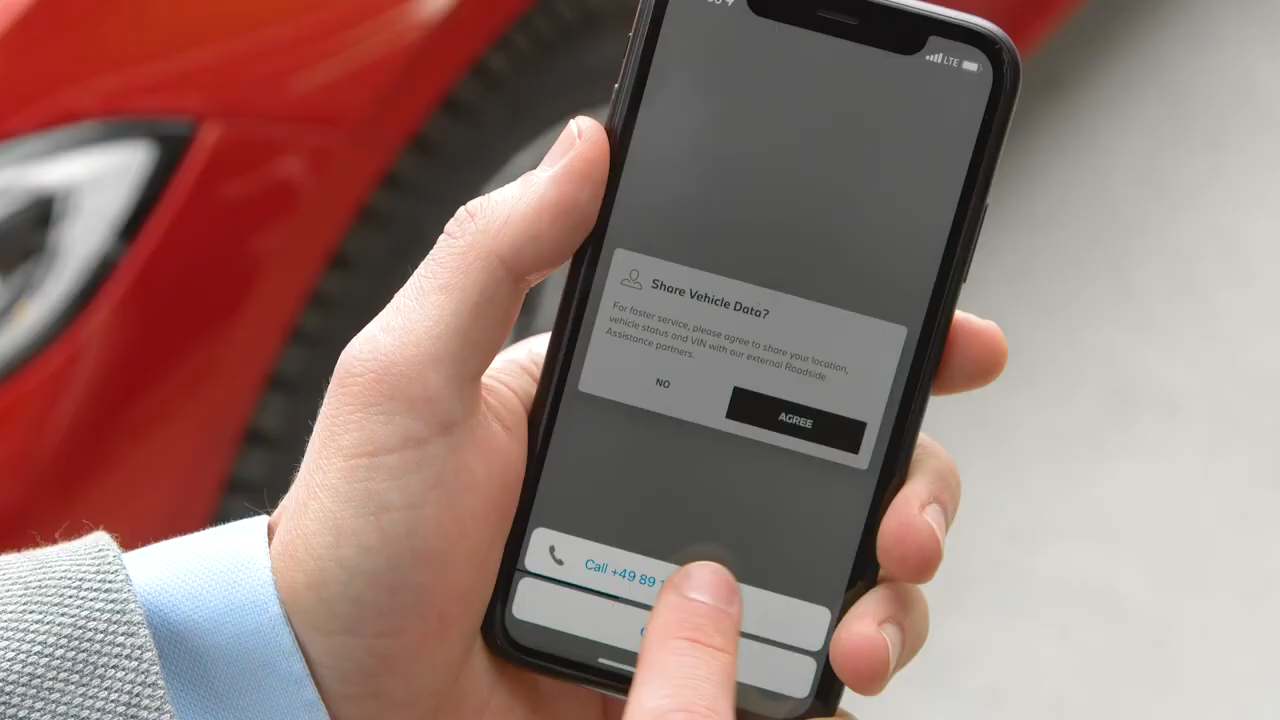 LTE
Share Vehicle Data?
For faster service, please agree to share your location,
vehicle status and VIN with our external Roadside
Assistance partners.
NO
AGREE
Call +49 89